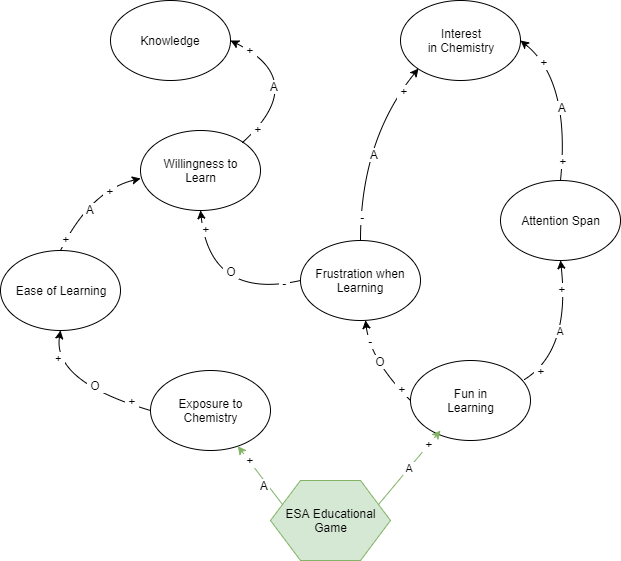 Knowledge
Interest
in Chemistry
+
+
+
A
A
+
A
+
+
Willingness to
Learn
+
A
+
-
Attention Span
+
O
-
Ease of Learning
Frustration when
Learning
+
+
-
A
O
+
+
O
+
Exposure to
Chemistry
Fun in
Learning
+
+
A
A
ESA Educational
Game